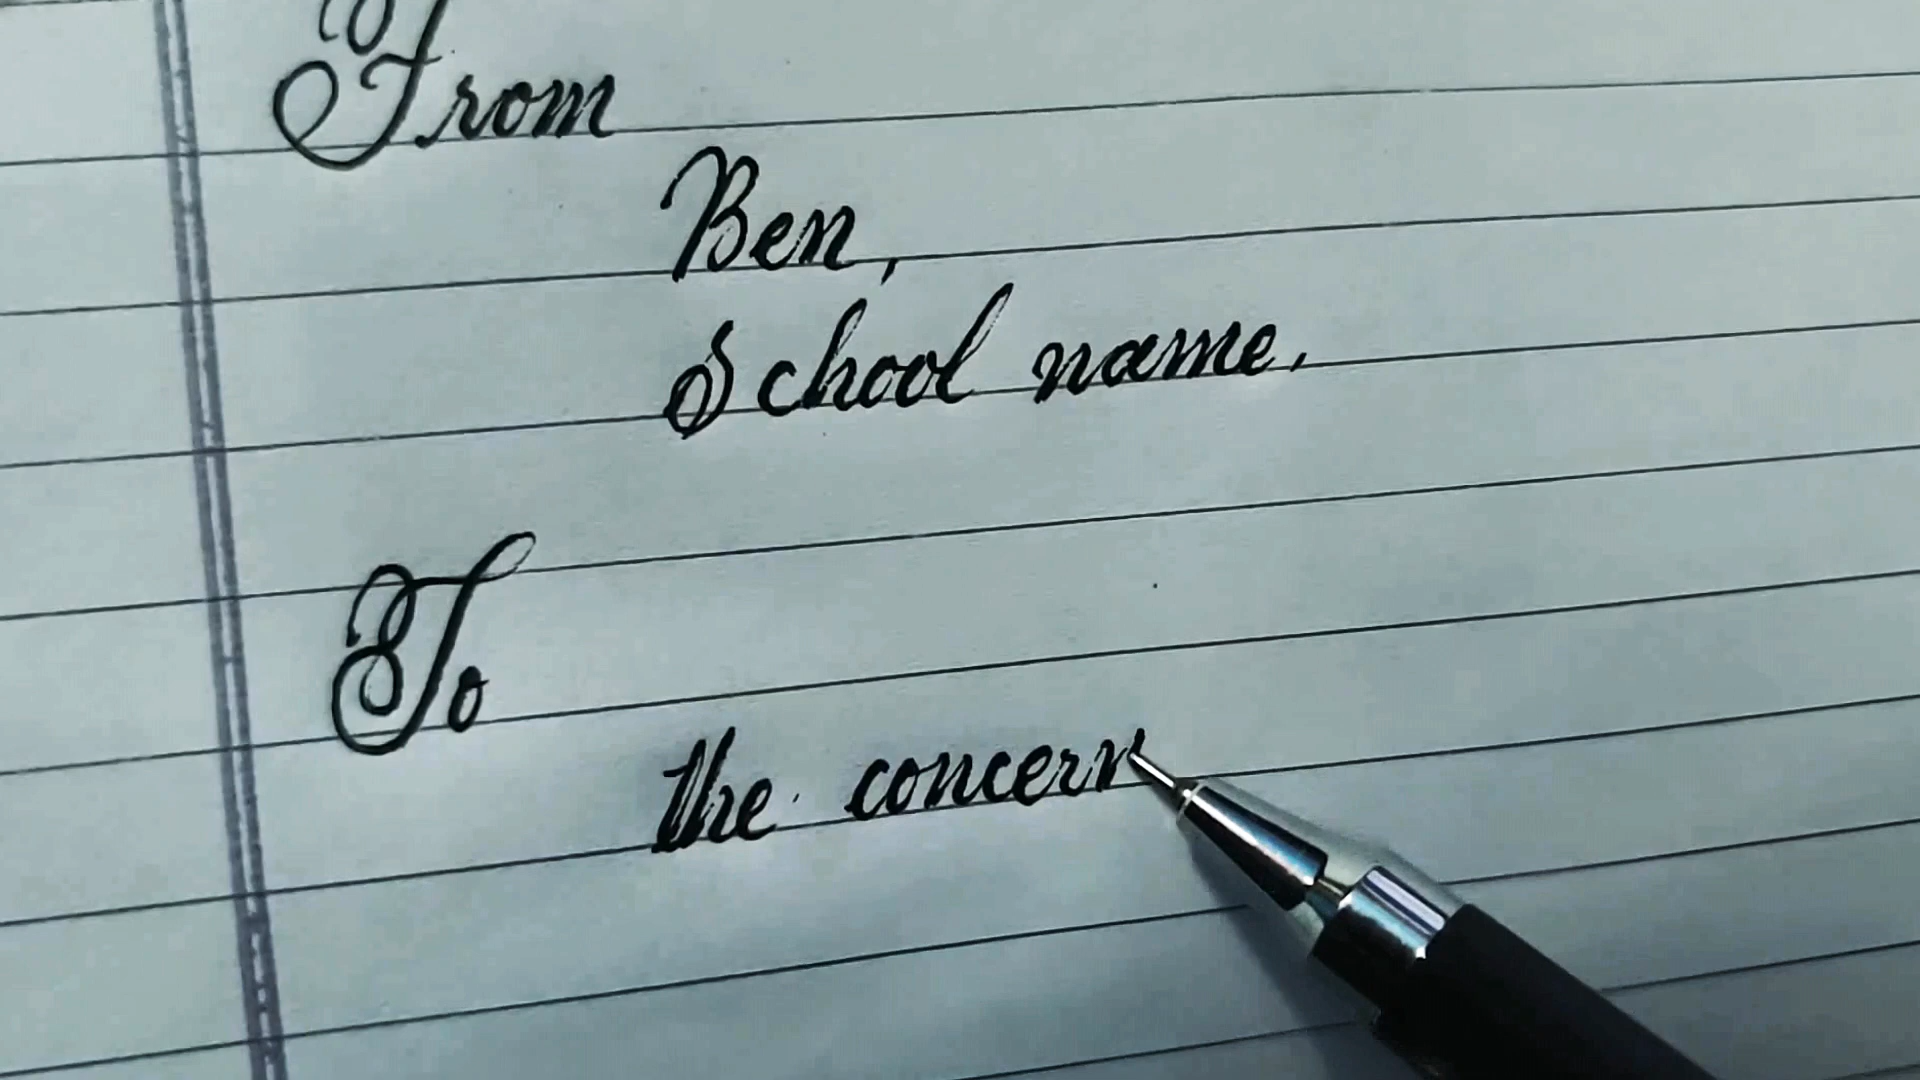 From
Ben,
School name,
To
the concern